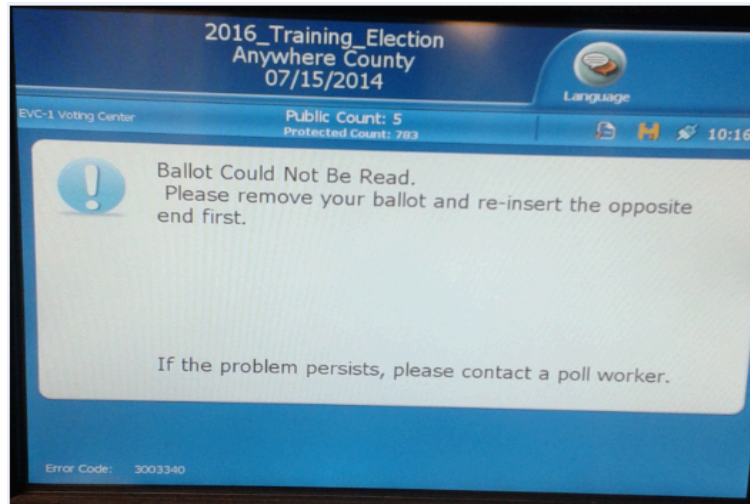 2016_Training_Election
Anywhere County
07/15/2014
Language
EVC-1 Voting Center
Public Count: 5
Protected Count: 783
10:16
Ballot Could Not Be Read.
Please remove your ballot and re-insert the opposite
end first.
If the problem persists, please contact a poll worker.
Error Code: 3003340